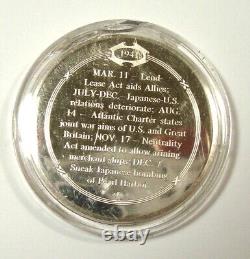 1941
MAR. 11 – Lend-
Lease Act aids Allies;
JULY-DEC. – Japanese-U.S.
relations deteriorate; AUG.
14 – Atlantic Charter states
joint war aims of U.S. and Great
Britain; NOV. 17 – Neutrality
Act amended to allow arming
merchant ships; DEC. 7
Sneak Japanese bombing
of Pearl Harbor